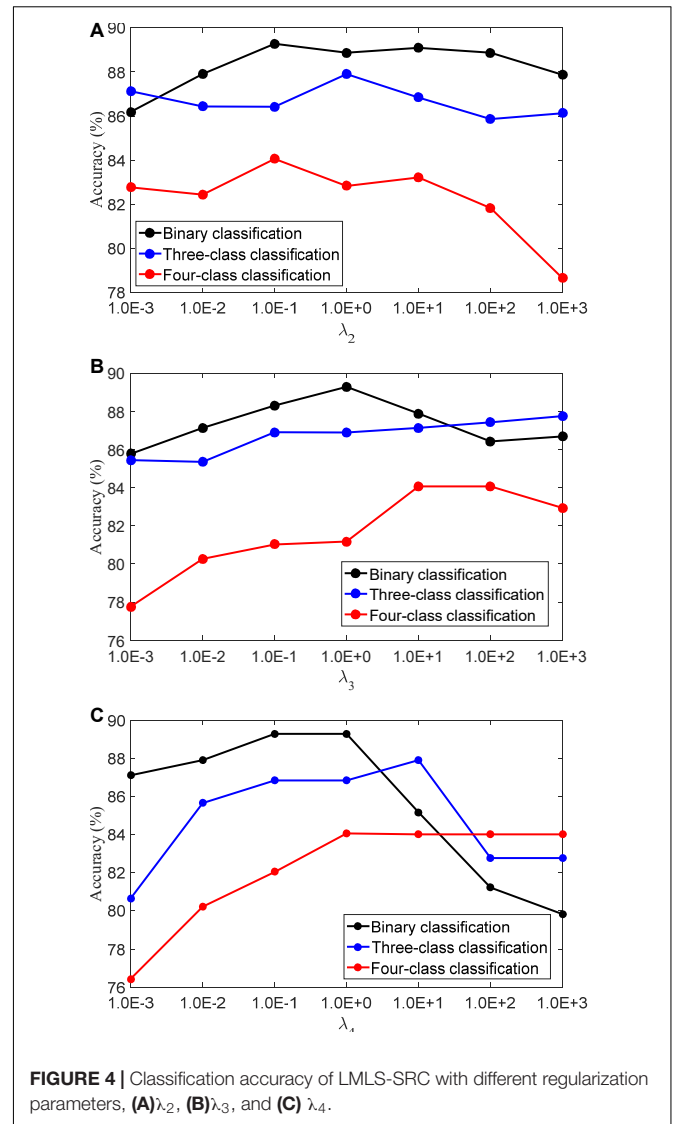 A
90
88
86
84
82
80
78
Accuracy (%)
Binary classification
Three-class classification
Four-class classification
1.0E-3 1.0E-2 1.0E-1 1.0E+0 1.0E+1 1.0E+2 1.0E+3
λ2
B
90
88
86
84
82
80
78
76
Accuracy (%)
Binary classification
Three-class classification
Four-class classification
1.0E-3 1.0E-2 1.0E-1 1.0E+0 1.0E+1 1.0E+2 1.0E+3
λ3
C
90
88
86
84
82
80
78
76
Accuracy (%)
Binary classification
Three-class classification
Four-class classification
1.0E-3 1.0E-2 1.0E-1 1.0E+0 1.0E+1 1.0E+2 1.0E+3
λ4
FIGURE 4 | Classification accuracy of LMLS-SRC with different regularization
parameters, (A)λ2, (B)λ3, and (C) λ4.